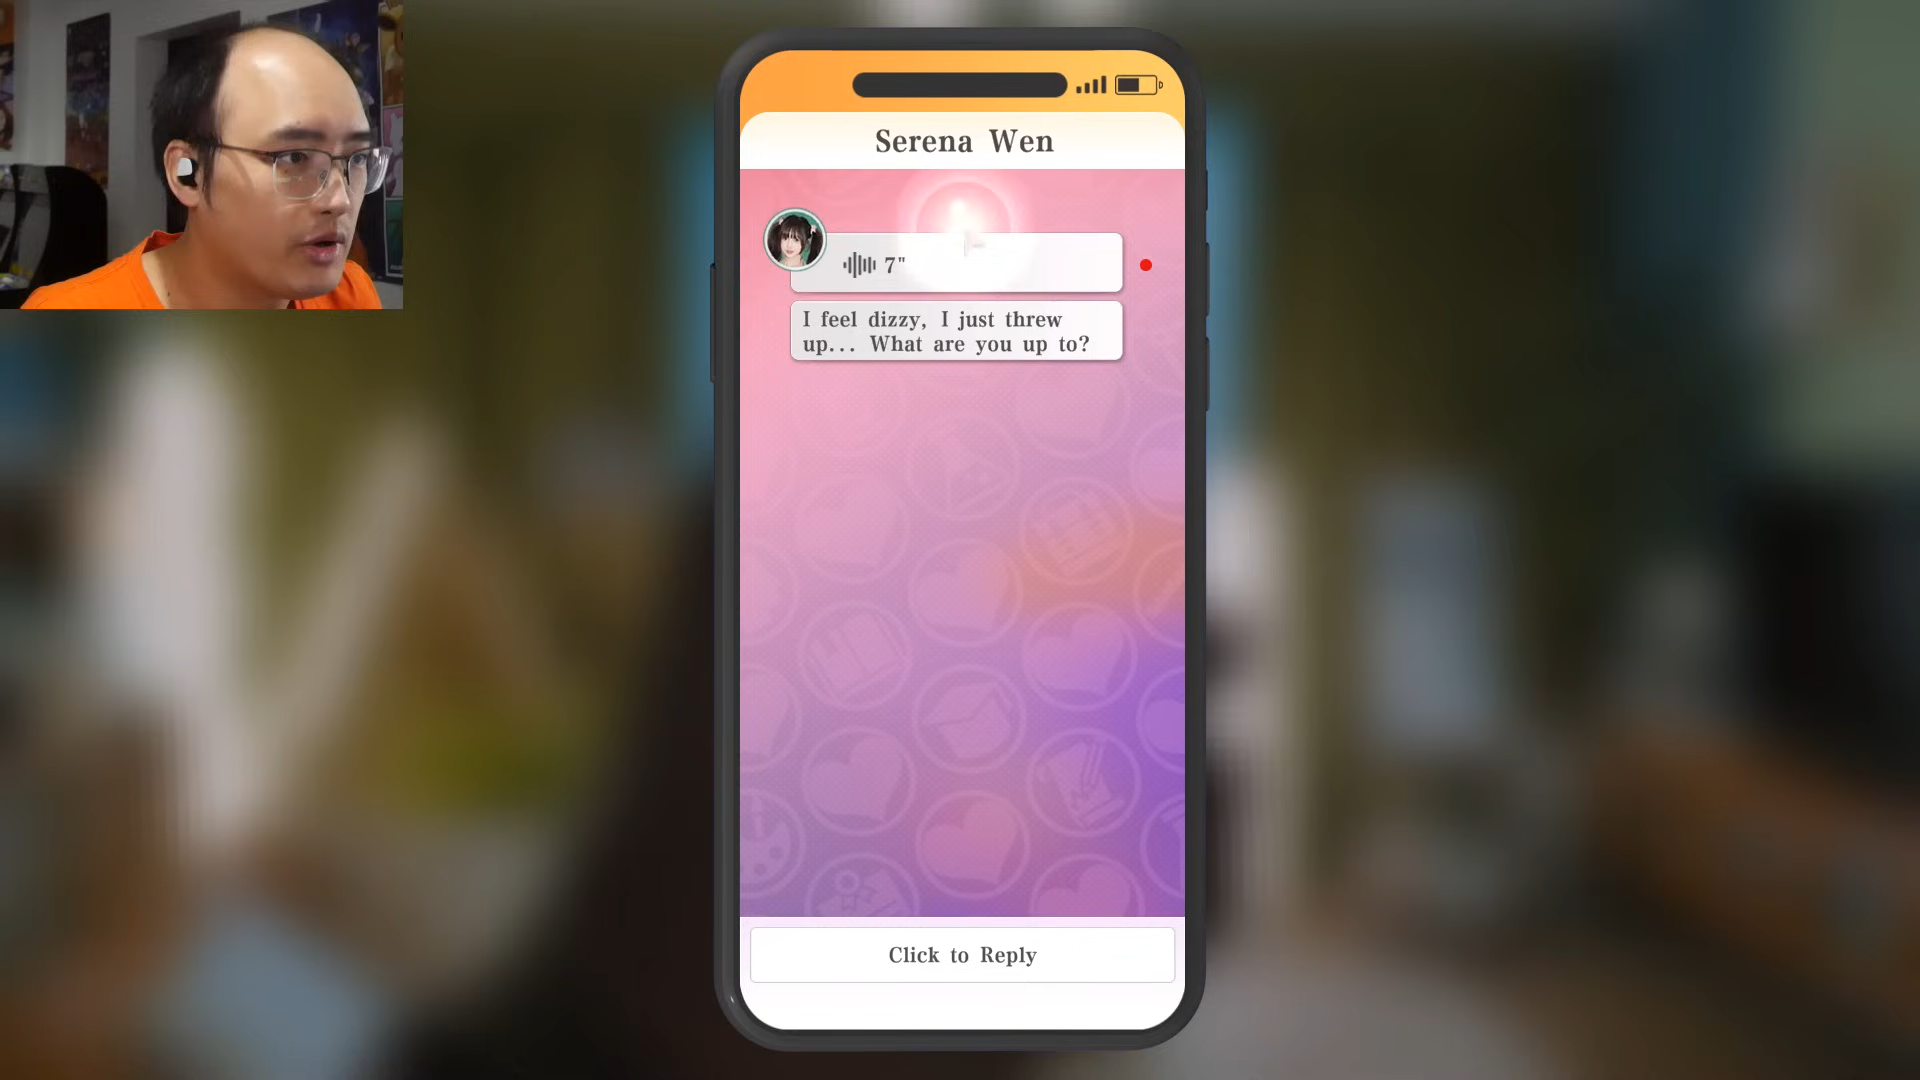 Serena Wen
7"
I feel dizzy, I just threw
up... What are you up to?
Click to Reply